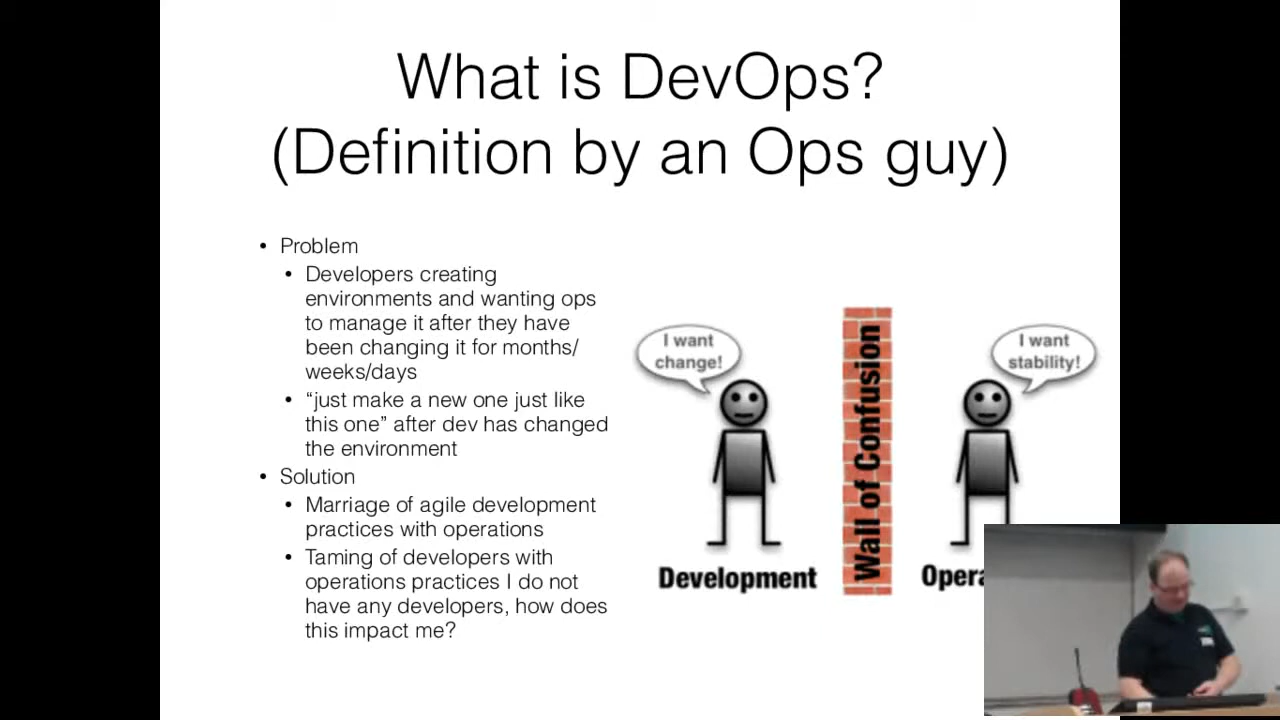 What is DevOps?
(Definition by an Ops guy)
• Problem
• Developers creating
environments and wanting ops
to manage it after they have
been changing it for months/
weeks/days
• “just make a new one just like
this one” after dev has changed
the environment
• Solution
• Marriage of agile development
practices with operations
• Taming of developers with
operations practices I do not
have any developers, how does
this impact me?
I want
change!
Development
Wall of Confusion
I want
stability!
Opera